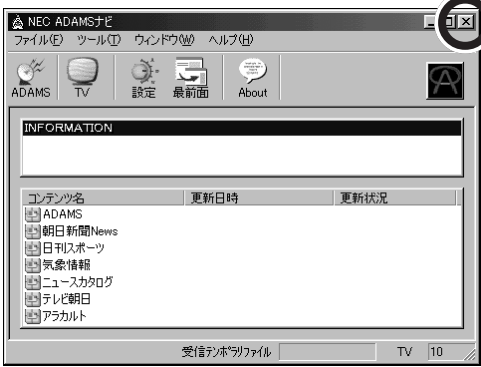 NEC ADAMSナビ
ファイル(F) ツール(T) ウィンドウ(W) ヘルプ(H)
ADAMS TV 設定 最前面 About
INFORMATION
コンテンツ名 更新日時 更新状況
ADAMS
朝日新聞News
日刊スポーツ
気象情報
ニュースカタログ
テレビ朝日
アラカルト
受信テンポラリファイル TV 10